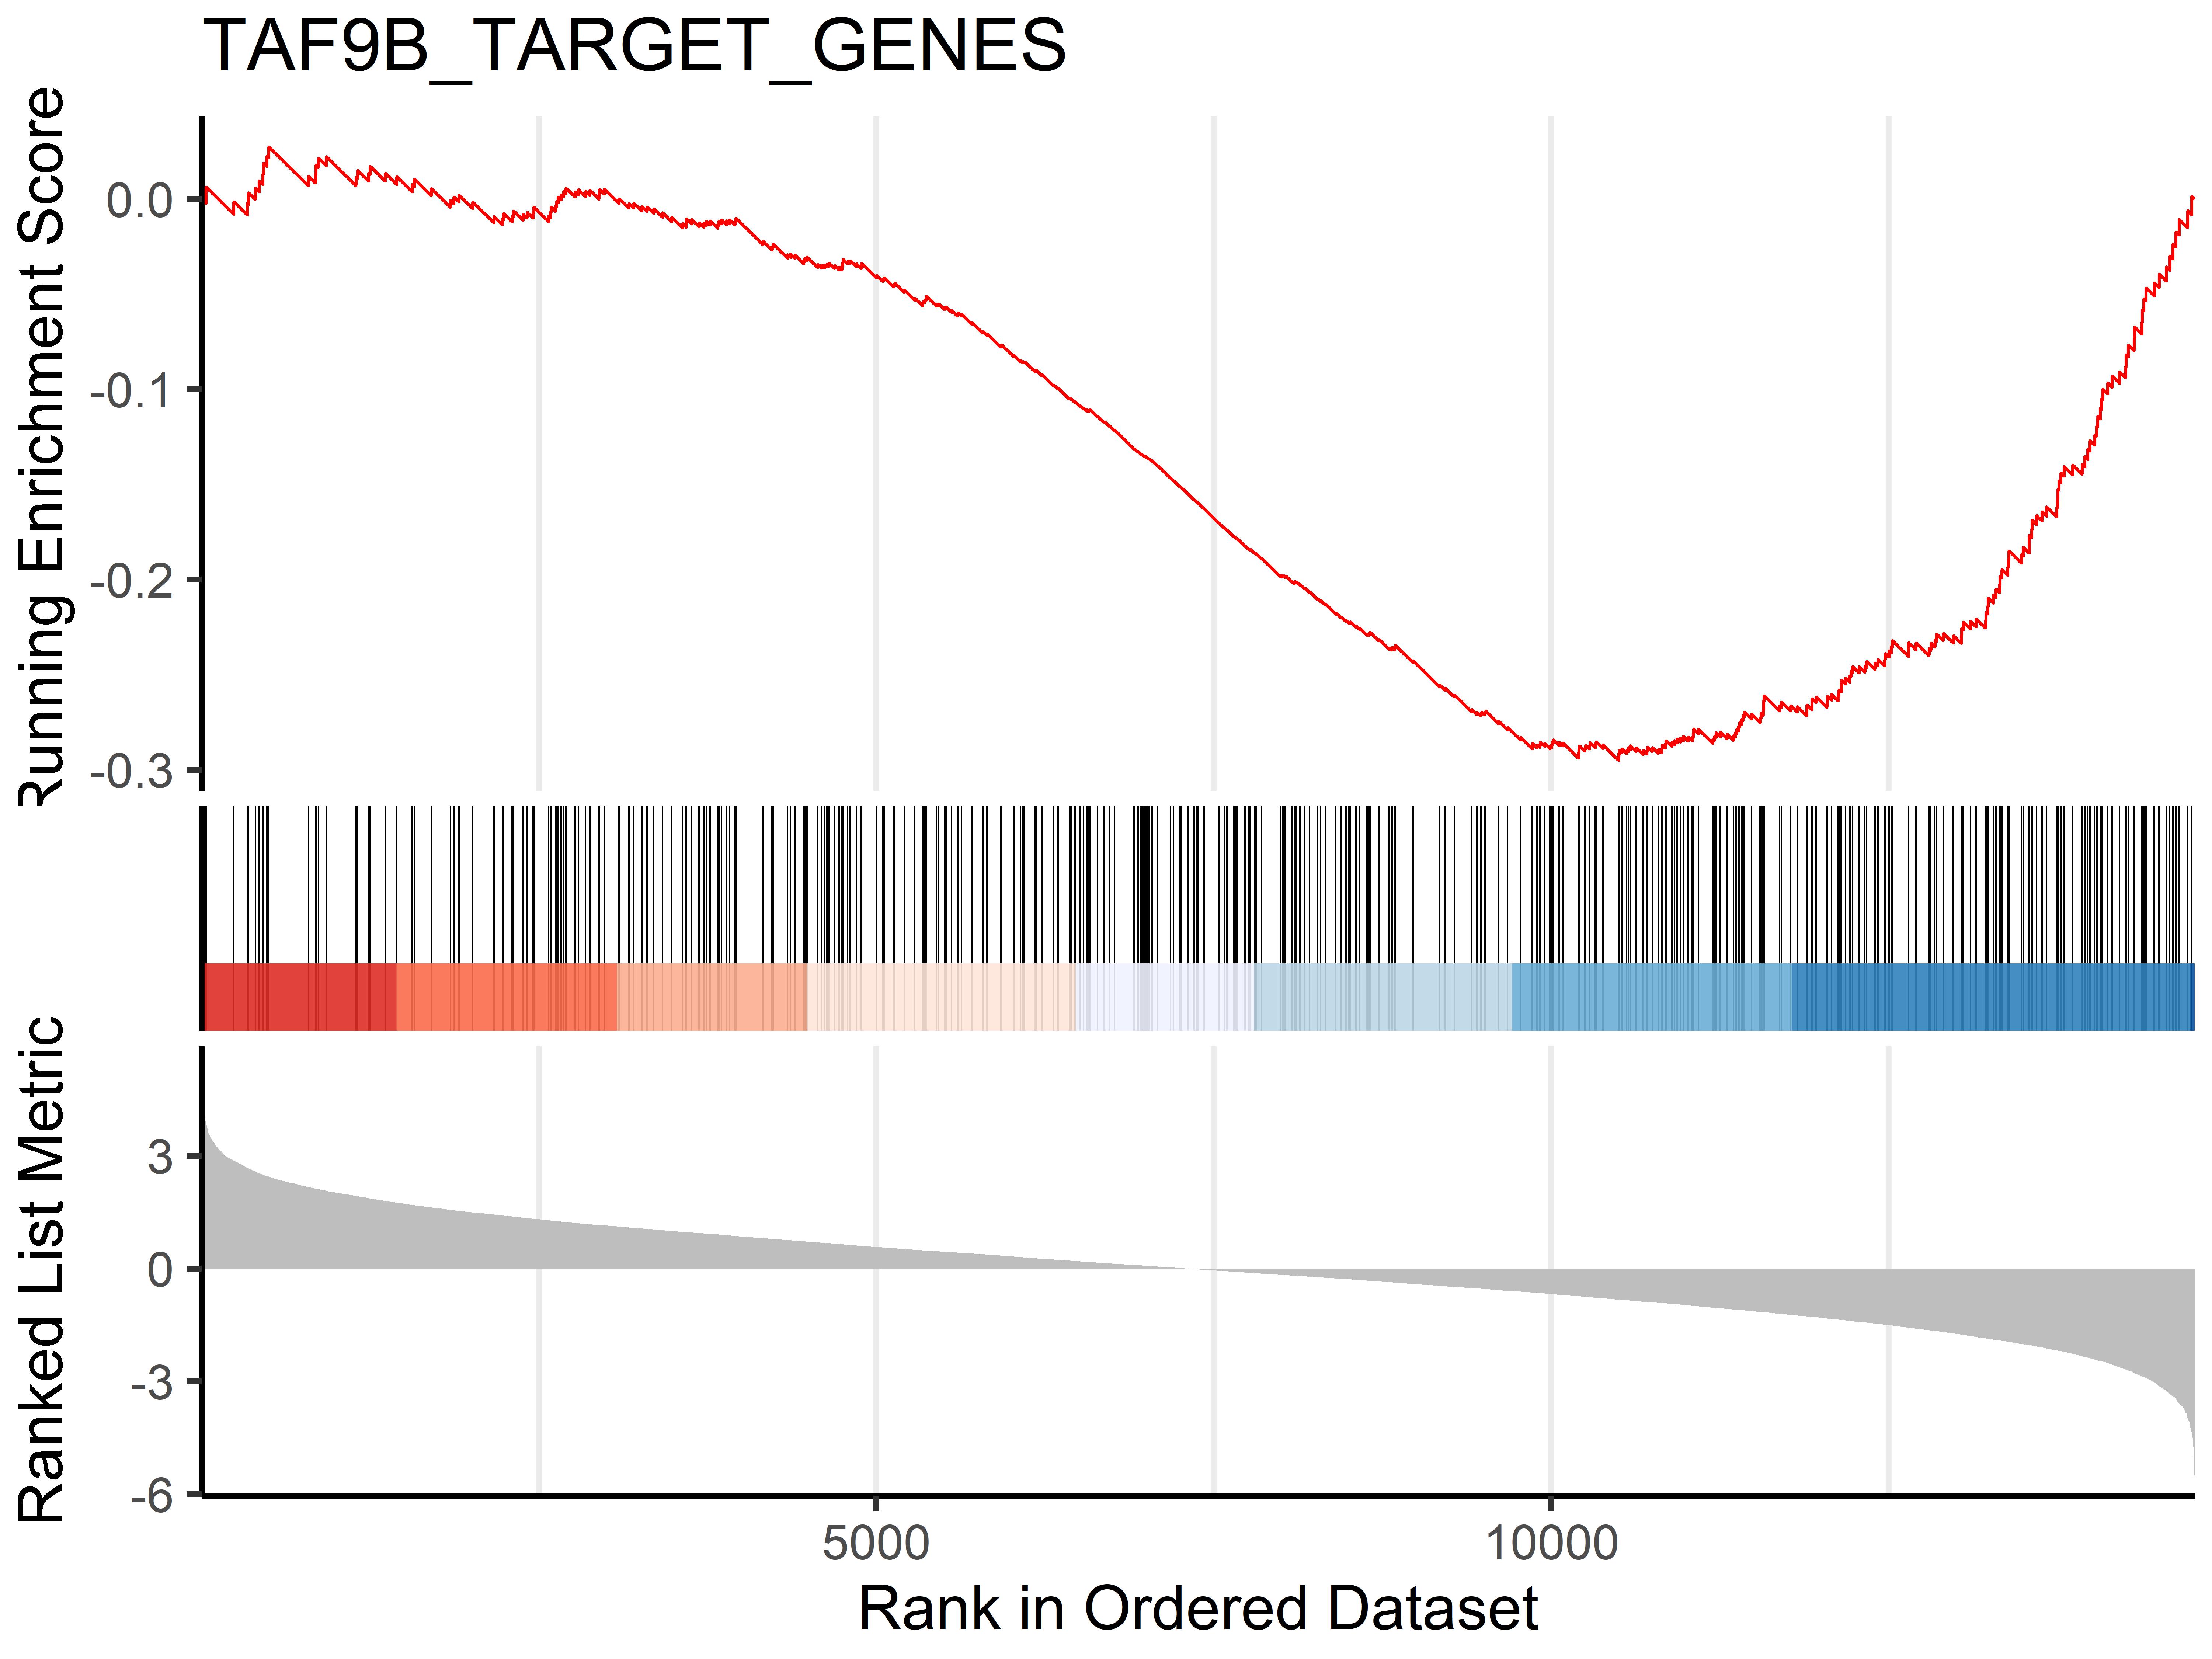 TAF9B_TARGET_GENES
Running Enrichment Score
0.0
-0.1
-0.2
-0.3
Ranked List Metric
3
0
-3
-6
5000
10000
Rank in Ordered Dataset